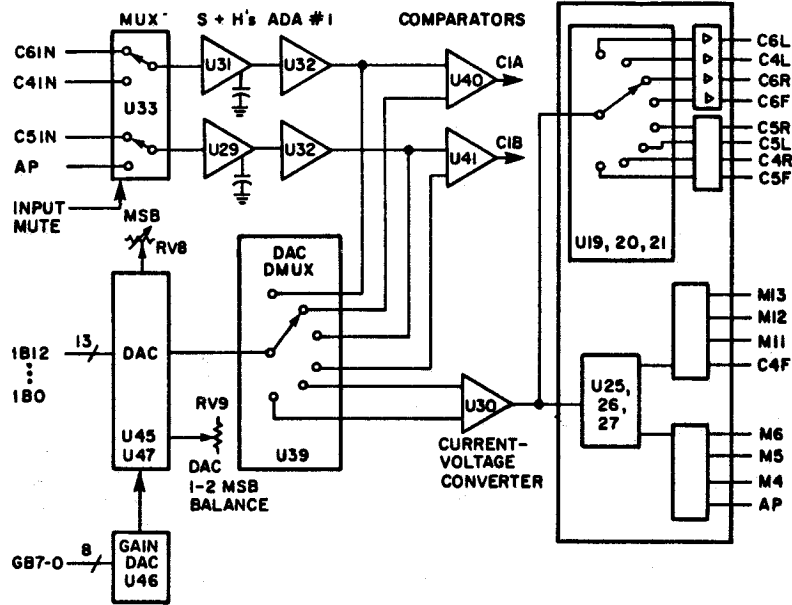 MUX
S + H's
ADA #1
COMPARATORS
C6IN
C4IN
U33
C5IN
AP
INPUT
MUTE
U31
U32
U29
U32
U40
C1A
U41
C1B
C6L
C4L
C6R
C6F
C5R
C5L
C4R
C5F
U19, 20, 21
MSB
RV8
DAC
DMUX
13
1B12
1B0
DAC
U45
U47
RV9
DAC
1-2 MSB
BALANCE
U39
U30
CURRENT-
VOLTAGE
CONVERTER
U25,
26,
27
M13
M12
M11
C4F
M6
M5
M4
AP
GB7-0
8
GAIN
DAC
U46